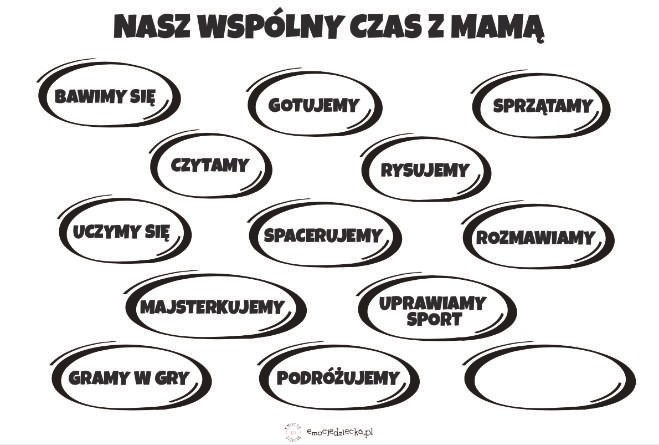 NASZ WSPÓLNY CZAS Z MAMĄ
BAWIMY SIĘ
GOTUJEMY
SPRZĄTAMY
CZYTAMY
RYSUJEMY
UCZYMY SIĘ
SPACERUJEMY
ROZMAWIAMY
MAJSTERKUJEMY
UPRAWIAMY
SPORT
GRAMY W GRY
PODRÓŻUJEMY
emocjedziecka.pl